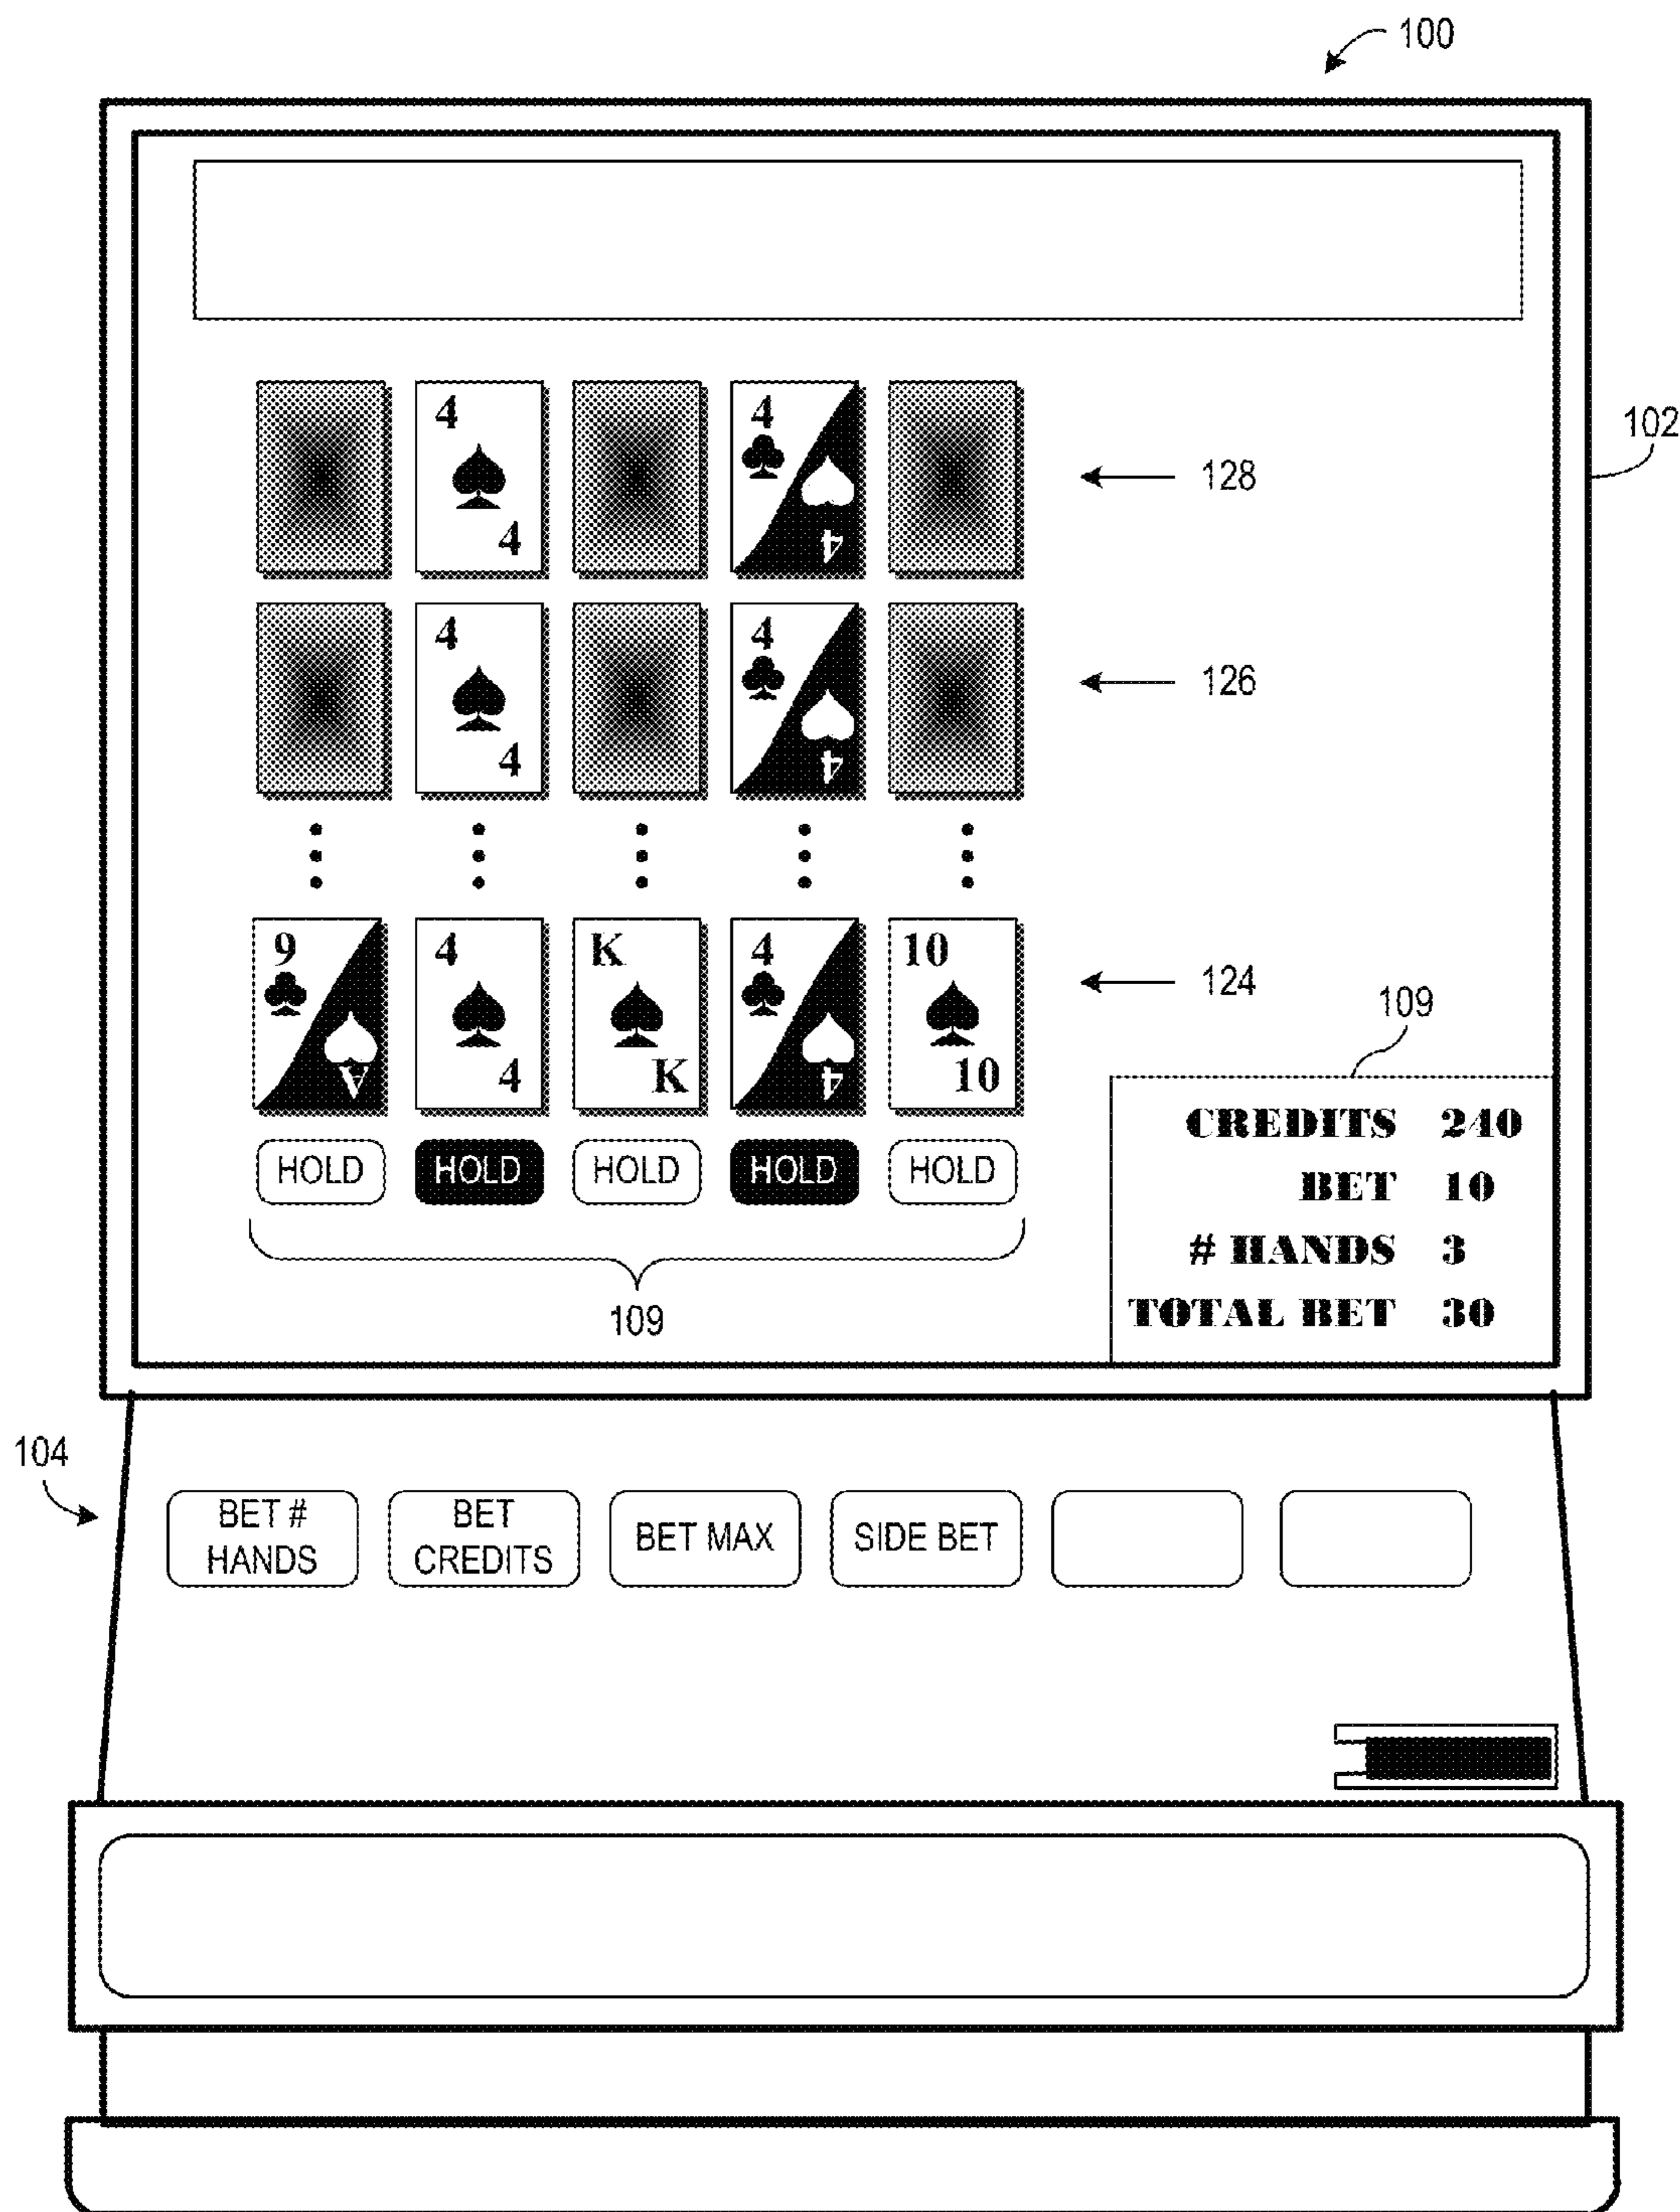 100
102
4 4 4
4 4
128
4 4 4
4 4
126
9 4 K 4 10
A 4 K 4 10
124
109
HOLD HOLD HOLD HOLD HOLD
109
CREDITS 240
BET 10
# HANDS 3
TOTAL BET 30
104
BET #
HANDS
BET
CREDITS
BET MAX
SIDE BET